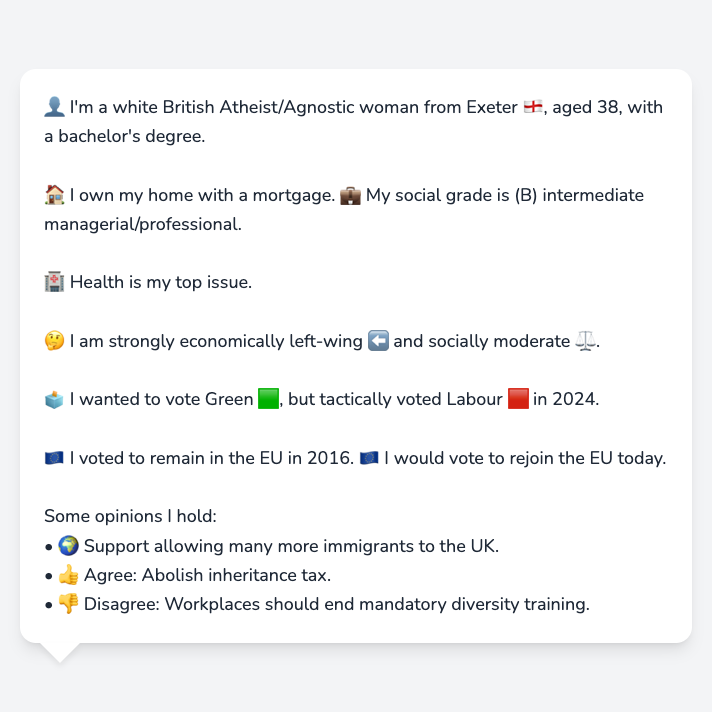 👤 I'm a white British Atheist/Agnostic woman from Exeter 🏴󠁧󠁢󠁥󠁮󠁧󠁿, aged 38, with
a bachelor's degree.
🏠 I own my home with a mortgage. 💼 My social grade is (B) intermediate
managerial/professional.
🏥 Health is my top issue.
🤔 I am strongly economically left-wing ⬅️ and socially moderate ⚖️.
🗳️ I wanted to vote Green 🟩, but tactically voted Labour 🟥 in 2024.
🇪🇺 I voted to remain in the EU in 2016. 🇪🇺 I would vote to rejoin the EU today.
Some opinions I hold:
• 🌍 Support allowing many more immigrants to the UK.
• 👍 Agree: Abolish inheritance tax.
• 👎 Disagree: Workplaces should end mandatory diversity training.